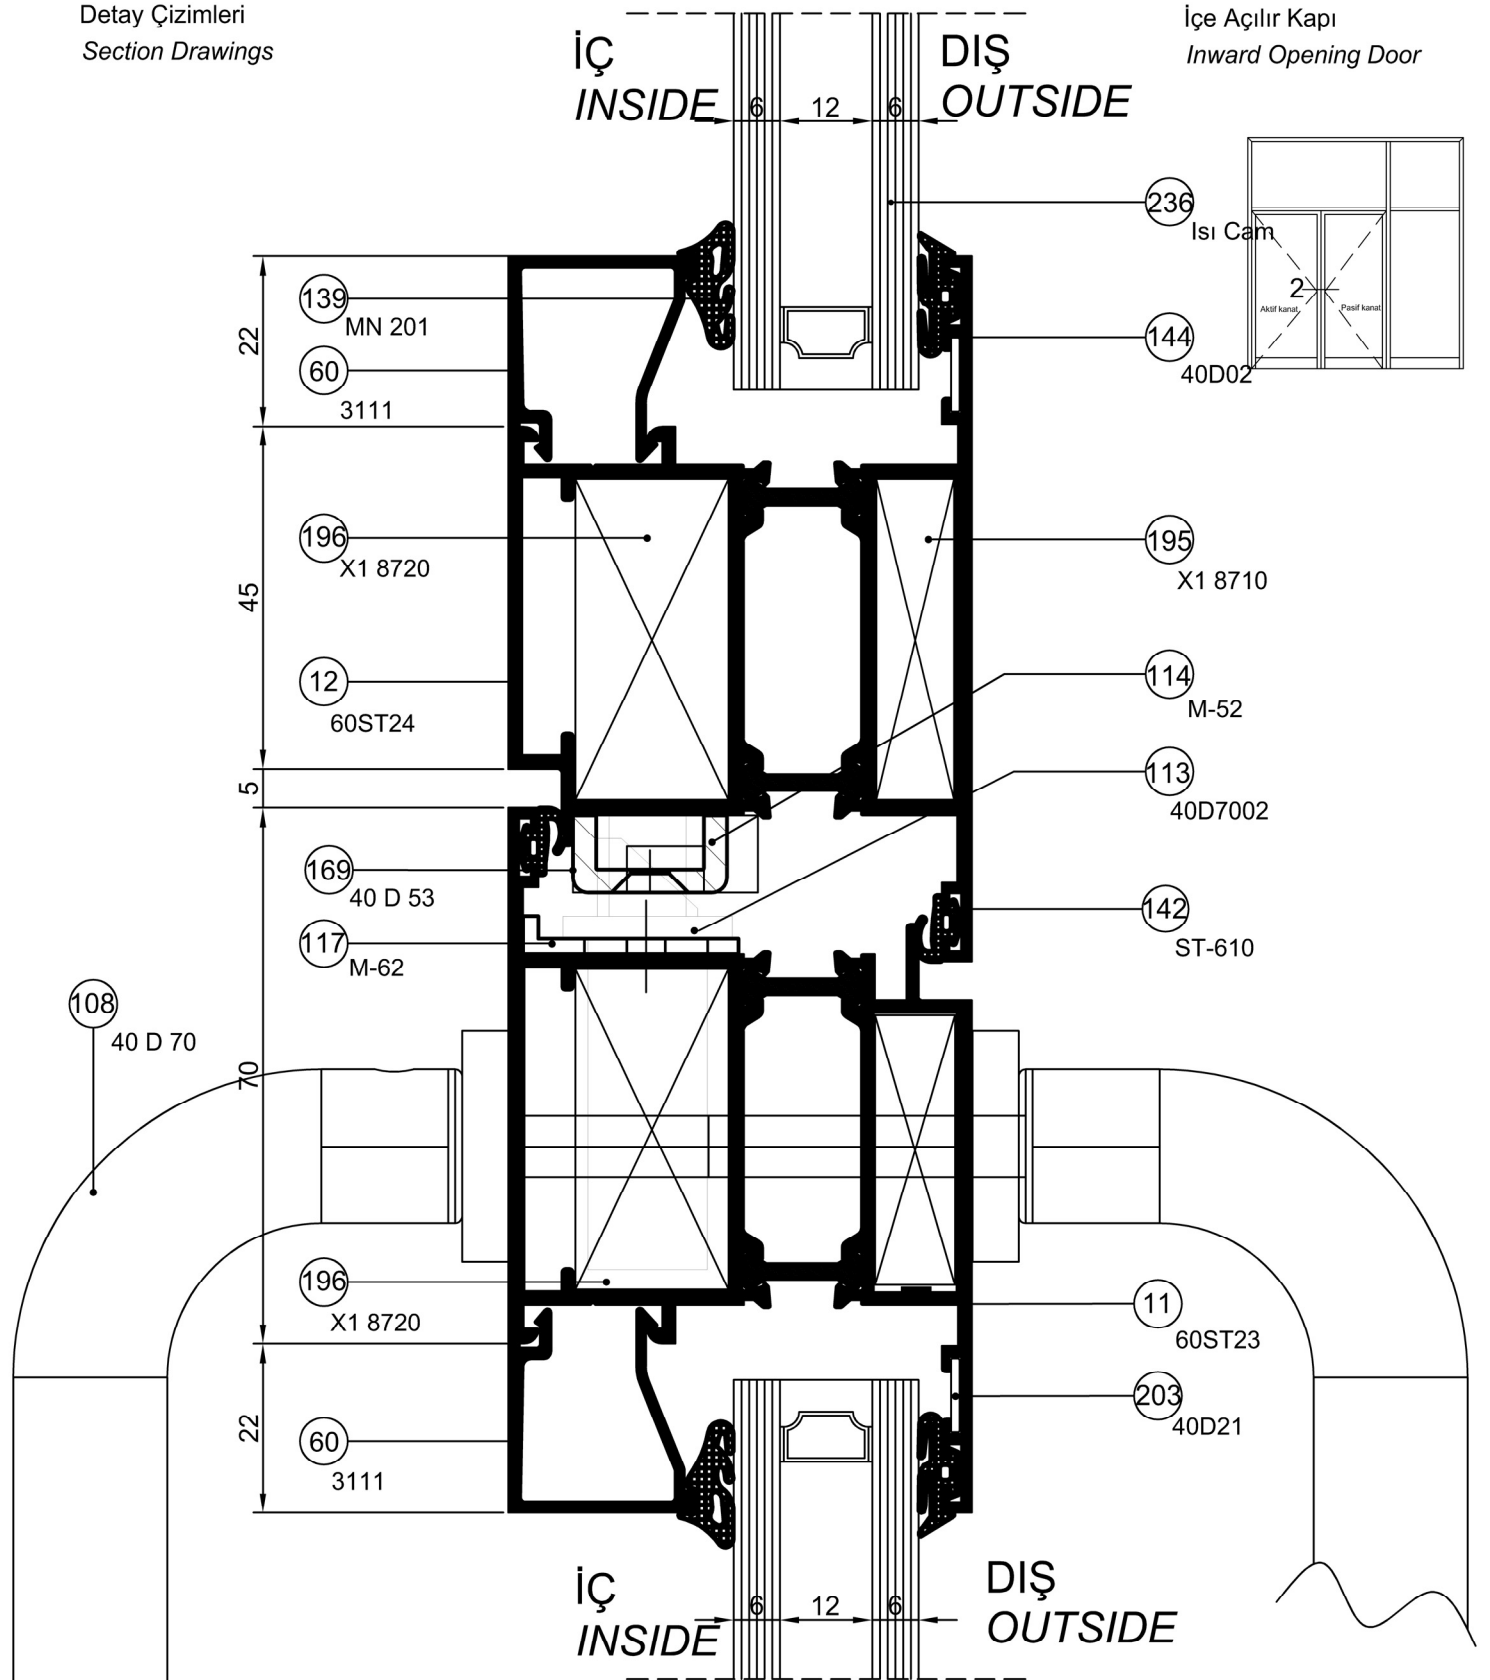 Detay Çizimleri
Section Drawings
İÇ
INSIDE
DIŞ
OUTSIDE
İçe Açılır Kapı
Inward Opening Door
6
12
6
236
Isı Cam
2
Aktif kanat
Pasif kanat
139
MN 201
144
40D02
22
60
3111
196
X1 8720
195
X1 8710
45
12
60ST24
114
M-52
5
113
40D7002
169
40 D 53
142
ST-610
117
M-62
108
40 D 70
70
196
X1 8720
11
60ST23
203
40D21
22
60
3111
İÇ
INSIDE
6
12
6
DIŞ
OUTSIDE